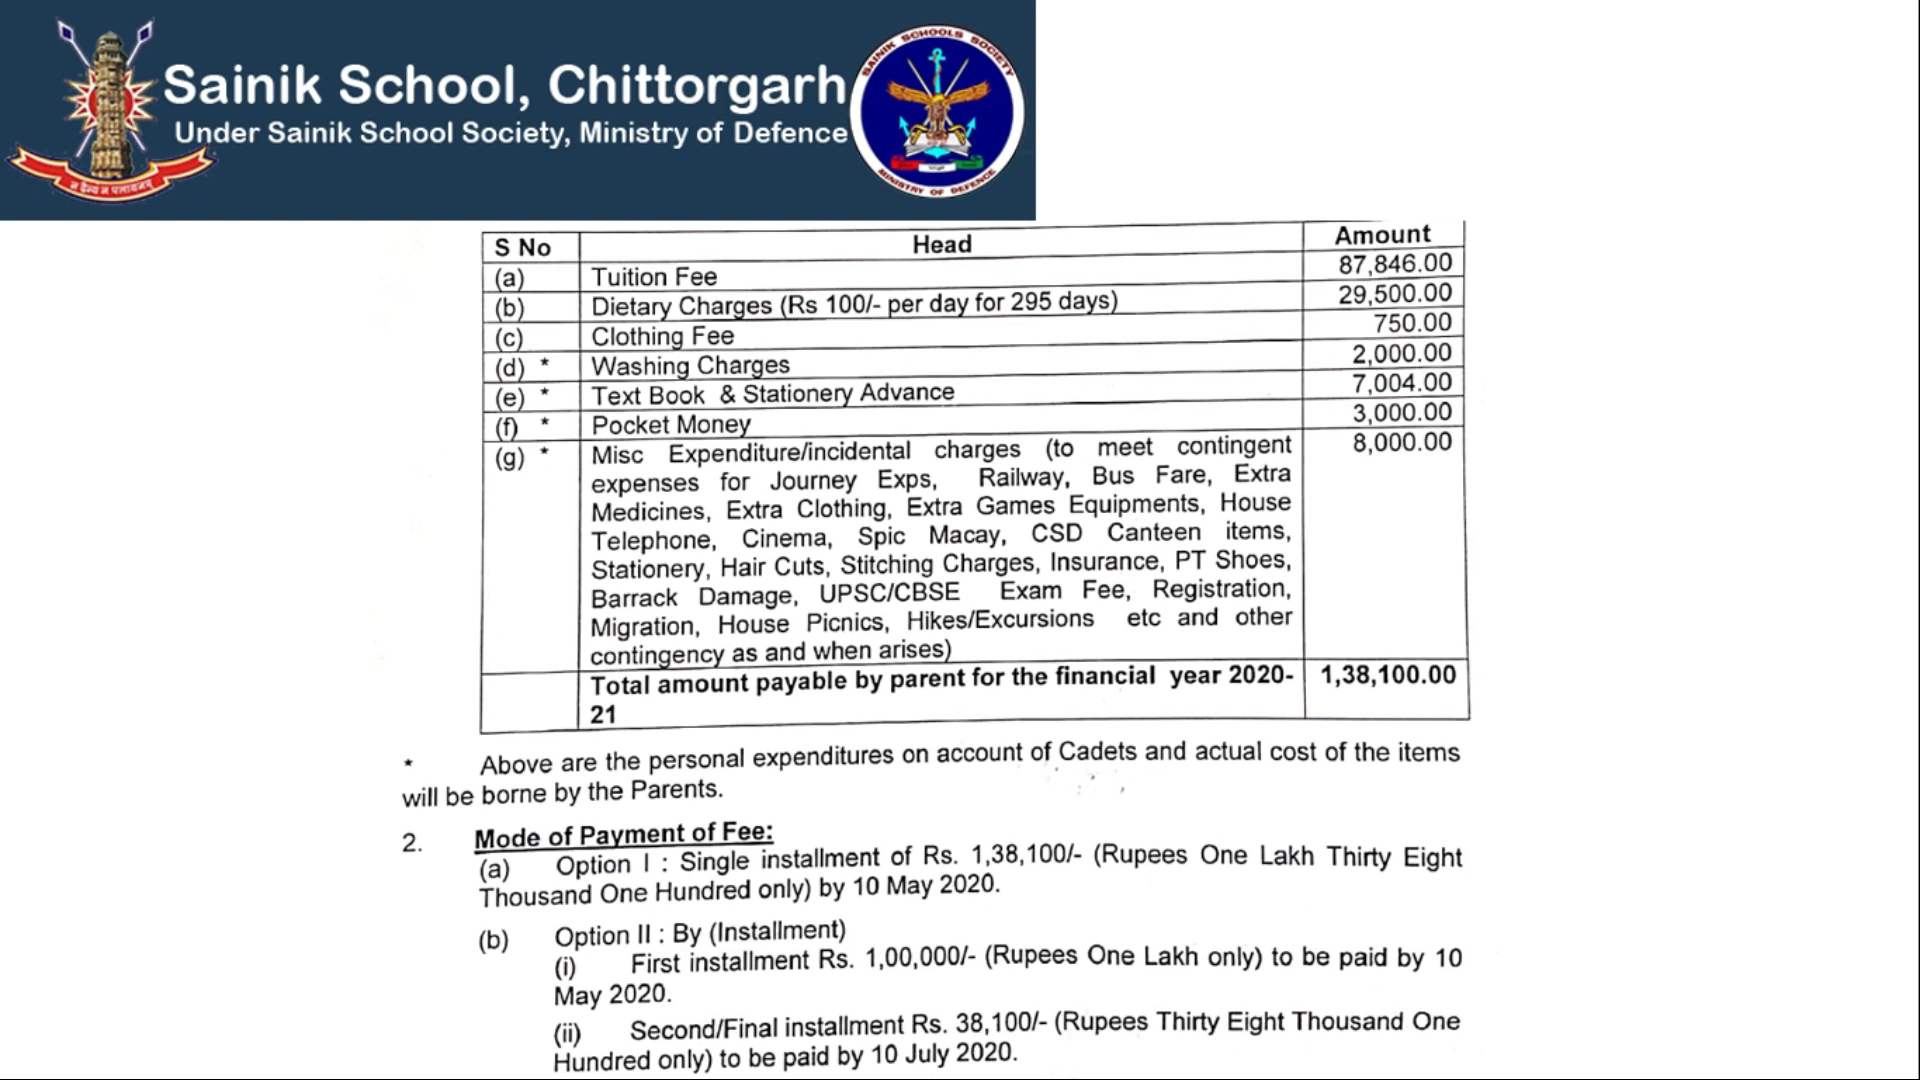 Sainik School, Chittorgarh
Under Sainik School Society, Ministry of Defence
SAINIK SCHOOLS SOCIETY
MINISTRY OF DEFENCE
S No Head Amount
(a) Tuition Fee 87,846.00
(b) Dietary Charges (Rs 100/- per day for 295 days) 29,500.00
(c) Clothing Fee 750.00
(d) * Washing Charges 2,000.00
(e) * Text Book & Stationery Advance 7,004.00
(f) * Pocket Money 3,000.00
(g) * Misc Expenditure/incidental charges (to meet contingent 8,000.00
expenses for Journey Exps, Railway, Bus Fare, Extra
Medicines, Extra Clothing, Extra Games Equipments, House
Telephone, Cinema, Spic Macay, CSD Canteen items,
Stationery, Hair Cuts, Stitching Charges, Insurance, PT Shoes,
Barrack Damage, UPSC/CBSE Exam Fee, Registration,
Migration, House Picnics, Hikes/Excursions etc and other
contingency as and when arises)
Total amount payable by parent for the financial year 2020- 1,38,100.00
21
* Above are the personal expenditures on account of Cadets and actual cost of the items
will be borne by the Parents.
2. Mode of Payment of Fee:
(a) Option I : Single installment of Rs. 1,38,100/- (Rupees One Lakh Thirty Eight
Thousand One Hundred only) by 10 May 2020.
(b) Option II : By (Installment)
(i) First installment Rs. 1,00,000/- (Rupees One Lakh only) to be paid by 10
May 2020.
(ii) Second/Final installment Rs. 38,100/- (Rupees Thirty Eight Thousand One
Hundred only) to be paid by 10 July 2020.